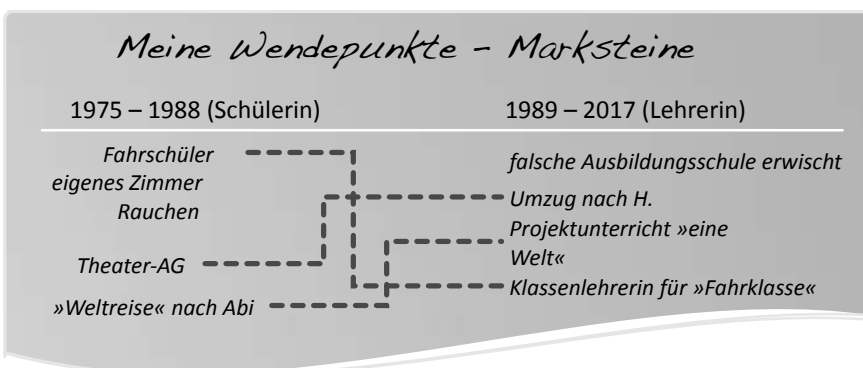 Meine Wendepunkte - Marksteine
1975 – 1988 (Schülerin)
1989 – 2017 (Lehrerin)
Fahrschüler
eigenes Zimmer
Rauchen
Theater-AG
»Weltreise« nach Abi
falsche Ausbildungsschule erwischt
Umzug nach H.
Projektunterricht »eine
Welt«
Klassenlehrerin für »Fahrklasse«